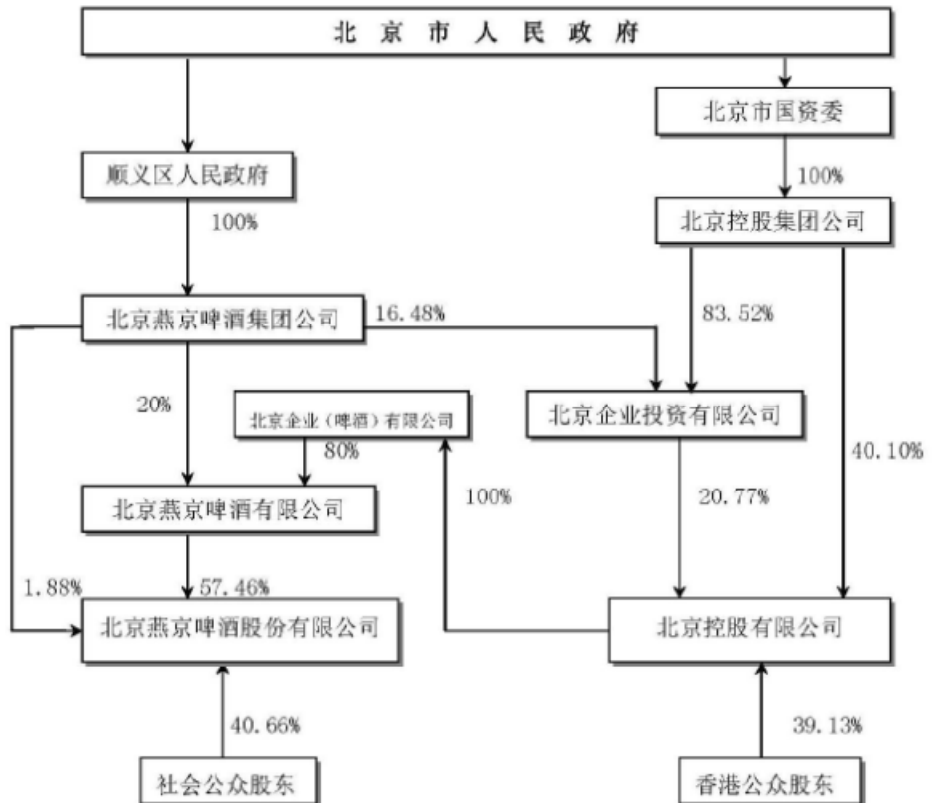 北京市人民政府
北京市国资委
顺义区人民政府
100%
100%
北京控股集团公司
北京燕京啤酒集团公司
16.48%
83.52%
20%
北京企业（啤酒）有限公司
北京企业投资有限公司
80%
40.10%
100%
20.77%
北京燕京啤酒有限公司
1.88%
57.46%
北京燕京啤酒股份有限公司
北京控股有限公司
40.66%
39.13%
社会公众股东
香港公众股东